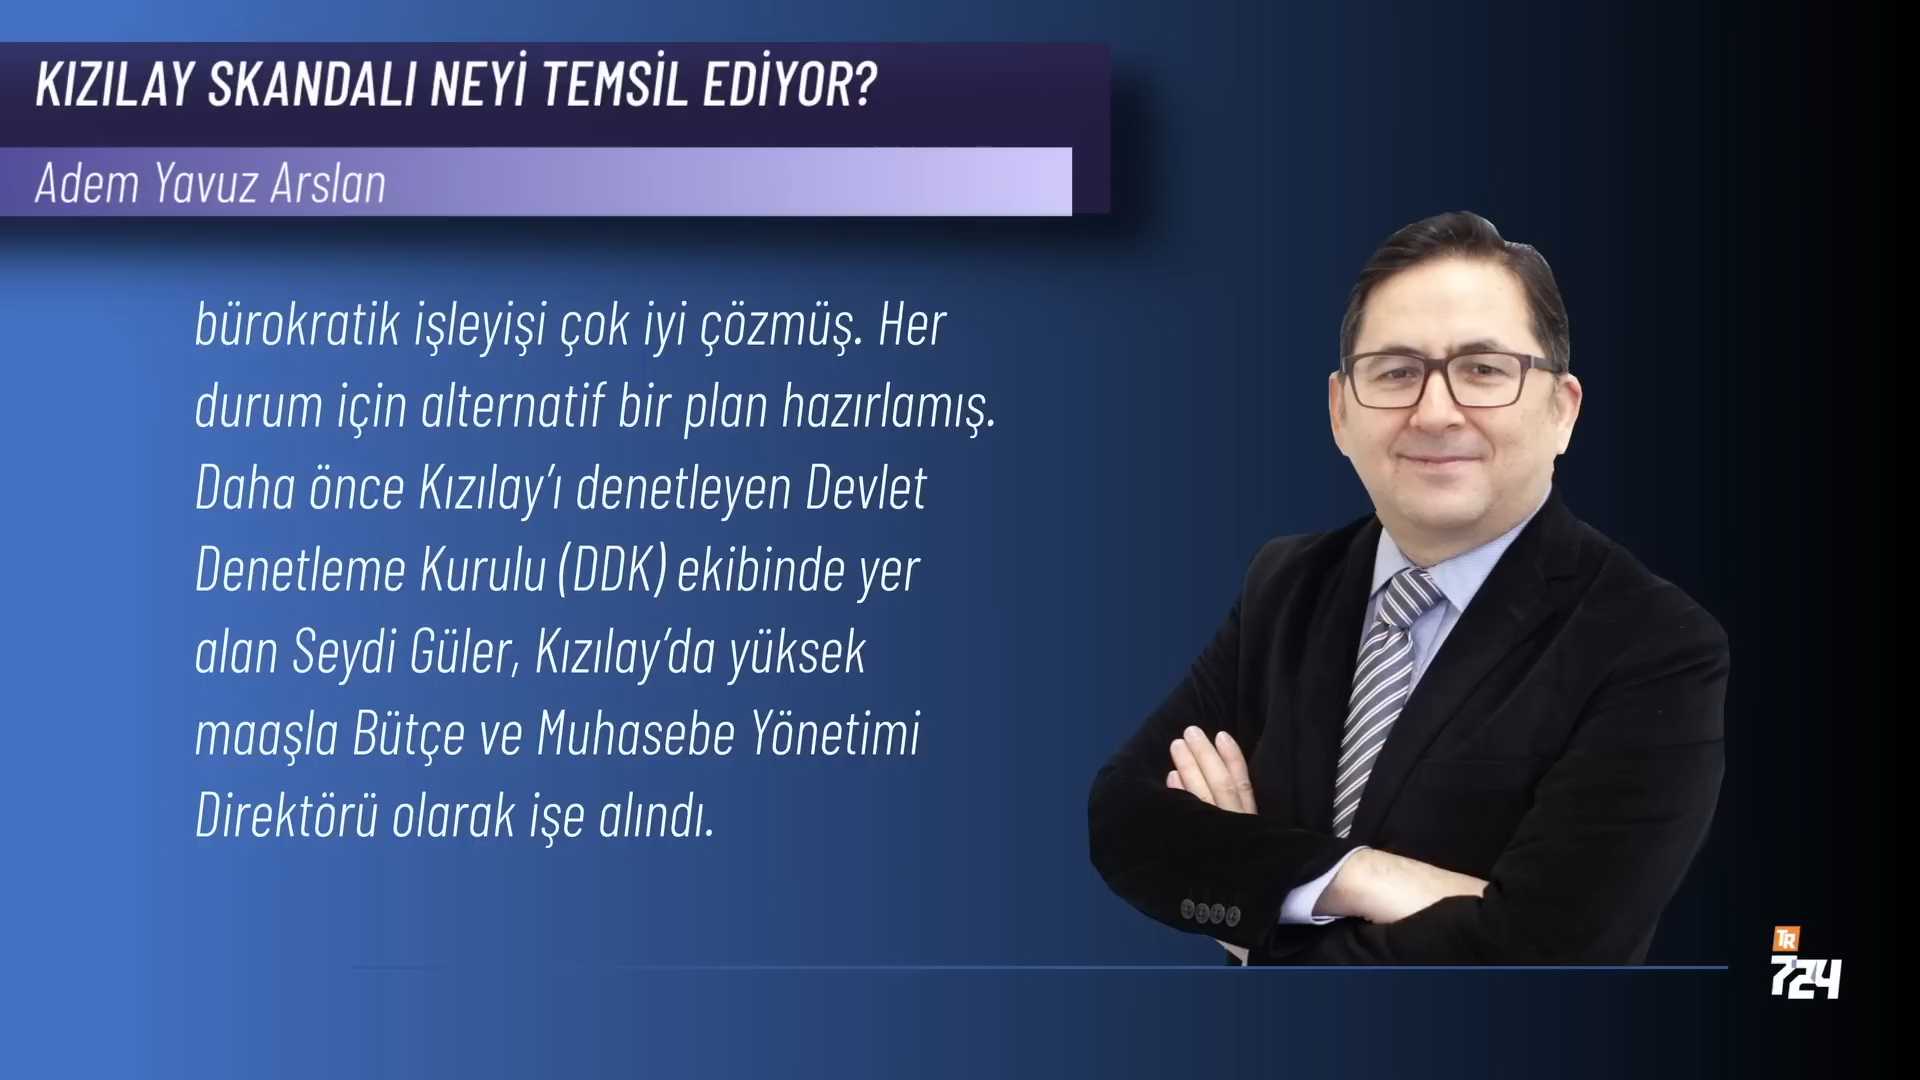 KIZILAY SKANDALI NEYİ TEMSİL EDİYOR?
Adem Yavuz Arslan
bürokratik işleyişi çok iyi çözmüş. Her
durum için alternatif bir plan hazırlamış.
Daha önce Kızılay’ı denetleyen Devlet
Denetleme Kurulu (DDK) ekibinde yer
alan Seydi Güler, Kızılay’da yüksek
maaşla Bütçe ve Muhasebe Yönetimi
Direktörü olarak işe alındı.
TR
724